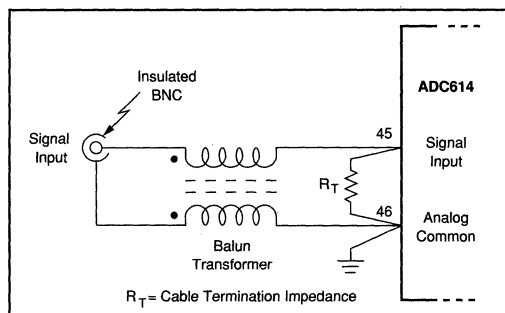 Insulated
BNC
ADC614
Signal
Input
45
Signal
Input
R_T
46
Analog
Common
Balun
Transformer
R_T = Cable Termination Impedance